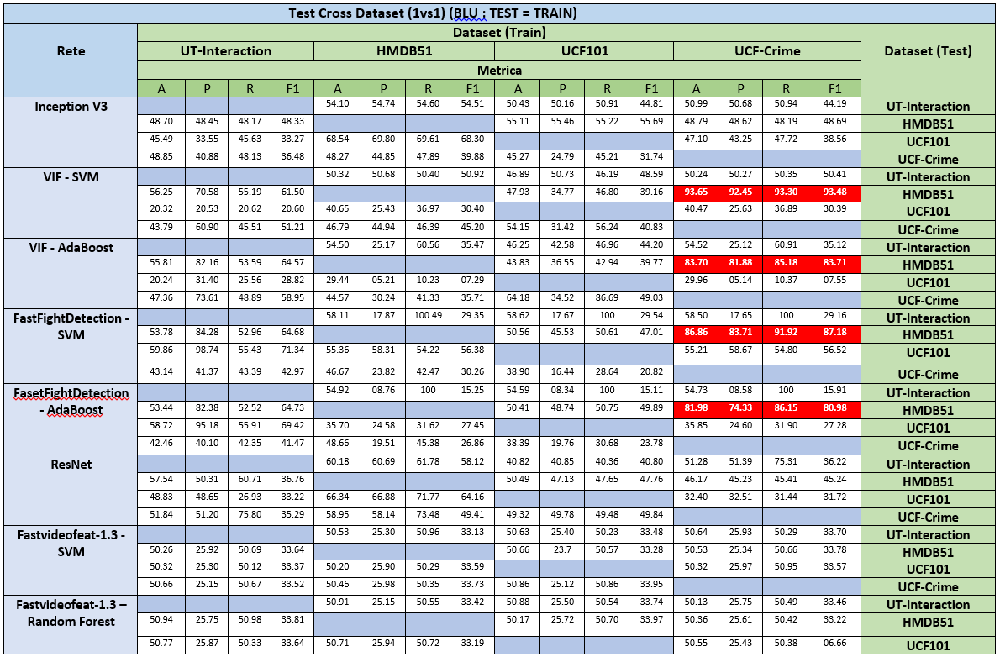 Test Cross Dataset (1vs1) (BLU ; TEST = TRAIN)
Rete Dataset (Train) Dataset (Test)
UT-Interaction HMDB51 UCF101 UCF-Crime
Metrica
A P R F1 A P R F1 A P R F1 A P R F1
Inception V3 54.10 54.74 54.60 54.51 50.43 50.16 50.91 44.81 50.99 50.68 50.94 44.19 UT-Interaction
48.70 48.45 48.17 48.33 55.11 55.46 55.22 55.69 48.79 48.62 48.19 48.69 HMDB51
45.49 33.55 45.63 33.27 68.54 69.80 69.61 68.30 47.10 43.25 47.72 38.56 UCF101
48.85 40.88 48.13 36.48 48.27 44.85 47.89 39.88 45.27 24.79 45.21 31.74 UCF-Crime
VIF - SVM 50.32 50.68 50.40 50.92 46.89 50.73 46.19 48.59 50.24 50.27 50.35 50.41 UT-Interaction
56.25 70.58 55.19 61.50 47.93 34.77 46.80 39.16 93.65 92.45 93.30 93.48 HMDB51
20.32 20.53 20.62 20.60 40.65 25.43 36.97 30.40 40.47 25.63 36.89 30.39 UCF101
43.79 60.90 45.51 51.21 46.79 44.94 46.39 45.20 54.15 31.42 56.24 40.83 UCF-Crime
VIF - AdaBoost 54.50 25.17 60.56 35.47 46.25 42.58 46.96 44.20 54.52 25.12 60.91 35.12 UT-Interaction
55.81 82.16 53.59 64.57 43.83 36.55 42.94 39.77 83.70 81.88 85.18 83.71 HMDB51
20.24 31.40 25.56 28.82 29.44 05.21 10.23 07.29 29.96 05.14 10.37 07.55 UCF101
47.36 73.61 48.89 58.95 44.57 30.24 41.33 35.71 64.18 34.52 86.69 49.03 UCF-Crime
FastFightDetection - 58.11 17.87 100.49 29.35 58.62 17.67 100 29.54 58.50 17.65 100 29.16 UT-Interaction
SVM 53.78 84.28 52.96 64.68 50.56 45.53 50.61 47.01 86.86 83.71 91.92 87.18 HMDB51
59.86 98.74 55.43 71.34 55.36 58.31 54.22 56.38 55.21 58.67 54.80 56.52 UCF101
43.14 41.37 43.39 42.97 46.67 23.82 42.47 30.26 38.90 16.44 28.64 20.82 UCF-Crime
FasetFightDetection 54.92 08.76 100 15.25 54.59 08.34 100 15.11 54.73 08.58 100 15.91 UT-Interaction
- AdaBoost 53.44 82.38 52.52 64.73 50.41 48.74 50.75 49.89 81.98 74.33 86.15 80.98 HMDB51
58.72 95.18 55.91 69.42 35.70 24.58 31.62 27.45 35.85 24.60 31.90 27.28 UCF101
42.46 40.10 42.35 41.47 48.66 19.51 45.38 26.86 38.39 19.76 30.68 23.78 UCF-Crime
ResNet 60.18 60.69 61.78 58.12 40.82 40.85 40.36 40.80 51.28 51.39 75.31 36.22 UT-Interaction
57.54 50.31 60.71 36.76 50.49 47.13 47.65 47.76 46.17 45.23 45.41 45.24 HMDB51
48.83 48.65 26.93 33.22 66.34 66.88 71.77 64.16 32.40 32.51 31.44 31.72 UCF101
51.84 51.20 75.80 35.29 58.95 58.14 73.48 49.41 49.32 49.78 49.48 49.84 UCF-Crime
Fastvideofeat-1.3 - 50.53 25.30 50.96 33.13 50.63 25.40 50.23 33.48 50.64 25.93 50.29 33.70 UT-Interaction
SVM 50.26 25.92 50.69 33.64 50.66 23.7 50.57 33.28 50.53 25.34 50.66 33.78 HMDB51
50.32 25.30 50.12 33.37 50.20 25.90 50.29 33.59 50.32 25.97 50.95 33.57 UCF101
50.66 25.15 50.67 33.52 50.46 25.98 50.35 33.73 50.86 25.12 50.86 33.95 UCF-Crime
Fastvideofeat-1.3 – 50.91 25.15 50.55 33.42 50.88 25.50 50.54 33.74 50.13 25.75 50.49 33.46 UT-Interaction
Random Forest 50.94 25.75 50.98 33.81 50.17 25.72 50.70 33.97 50.36 25.61 50.42 33.22 HMDB51
50.77 25.87 50.33 33.64 50.71 25.94 50.72 33.19 50.55 25.43 50.38 06.66 UCF101